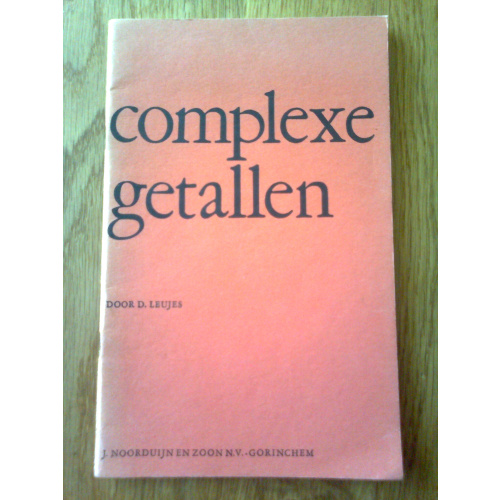 complexe
getallen
DOOR D. LEUJES
J. NOORDUIJN EN ZOON N.V. - GORINCHEM